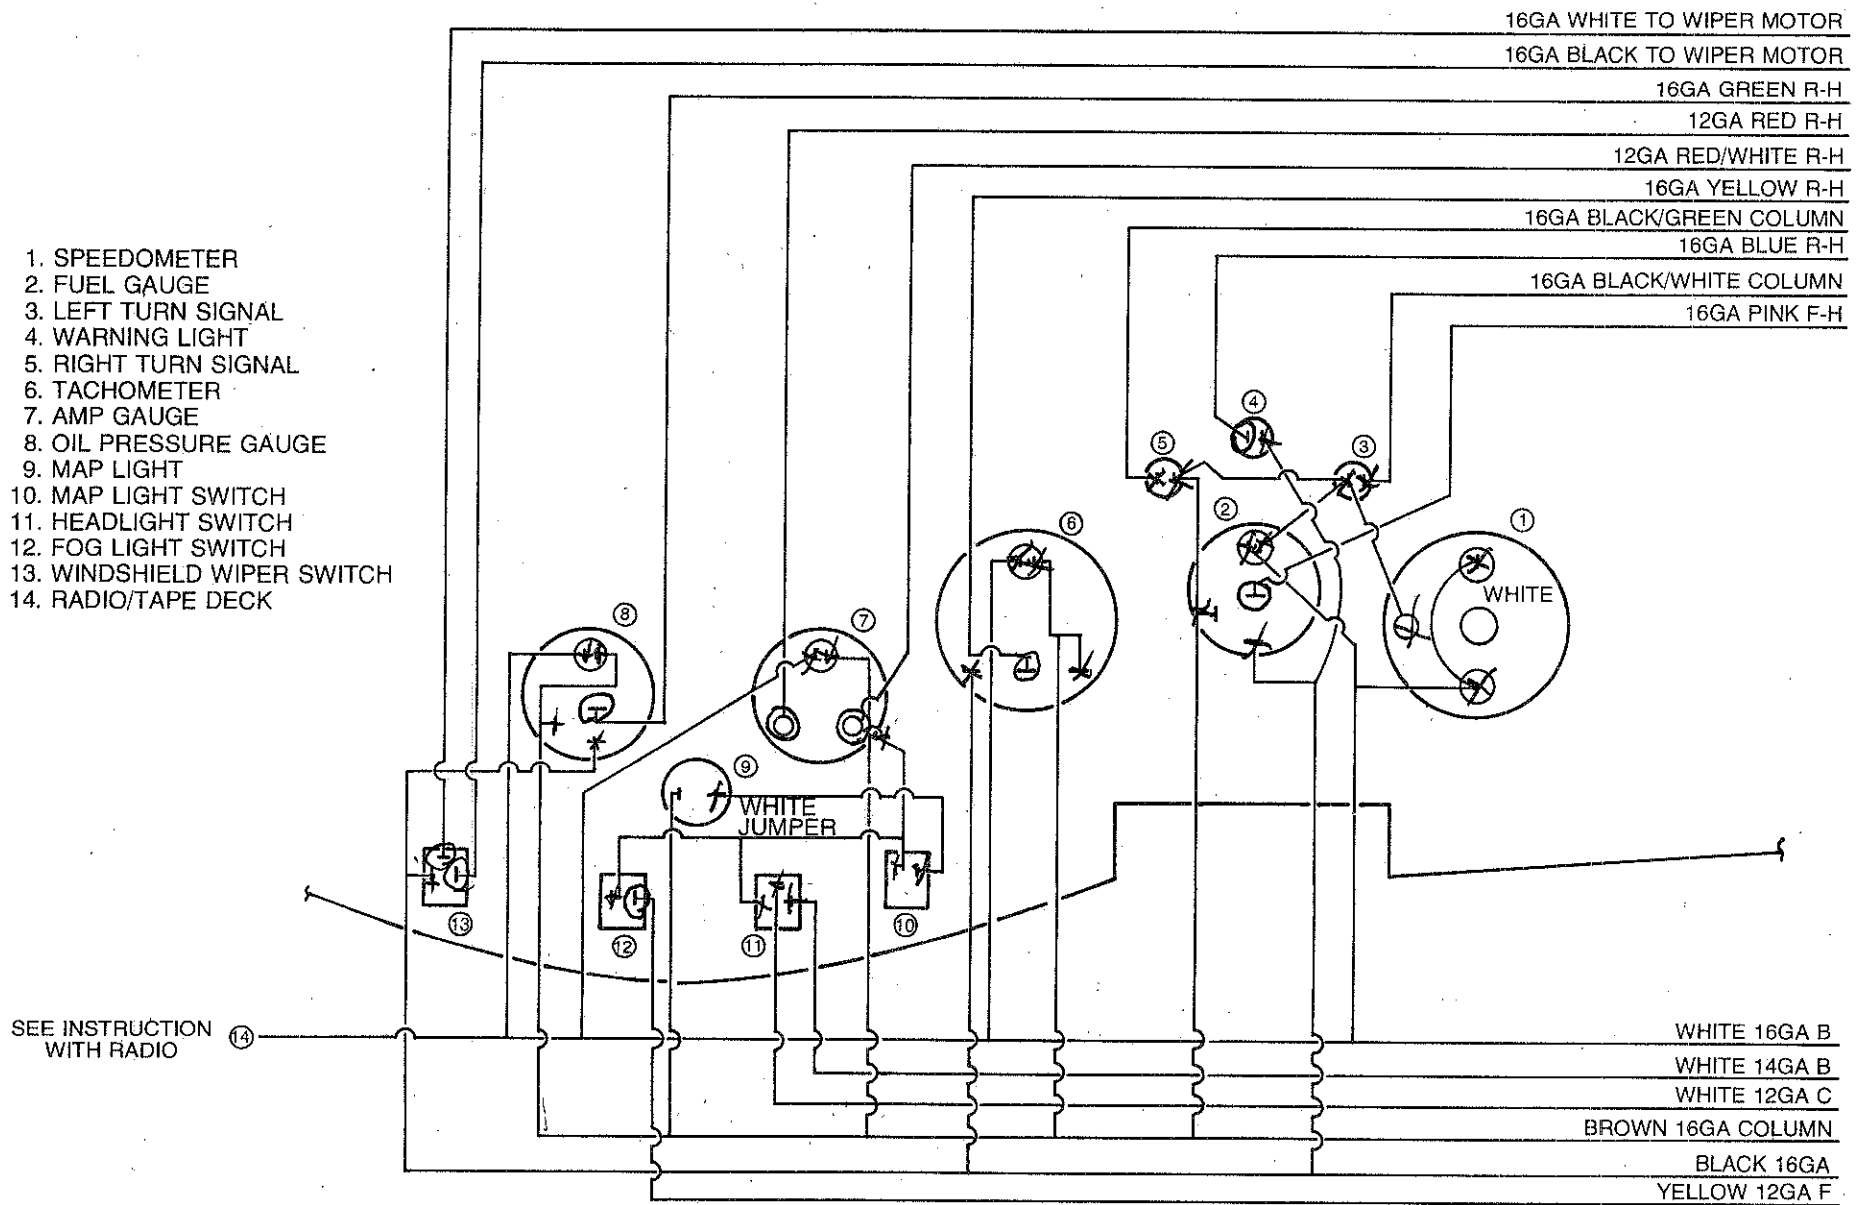 16GA WHITE TO WIPER MOTOR
16GA BLACK TO WIPER MOTOR
16GA GREEN R-H
12GA RED R-H
12GA RED/WHITE R-H
16GA YELLOW R-H
16GA BLACK/GREEN COLUMN
16GA BLUE R-H
16GA BLACK/WHITE COLUMN
16GA PINK F-H
1. SPEEDOMETER
2. FUEL GAUGE
3. LEFT TURN SIGNAL
4. WARNING LIGHT
5. RIGHT TURN SIGNAL
6. TACHOMETER
7. AMP GAUGE
8. OIL PRESSURE GAUGE
9. MAP LIGHT
10. MAP LIGHT SWITCH
11. HEADLIGHT SWITCH
12. FOG LIGHT SWITCH
13. WINDSHIELD WIPER SWITCH
14. RADIO/TAPE DECK
4
5
3
2
6
1
WHITE
8
7
9
WHITE
JUMPER
13
12
11
10
SEE INSTRUCTION
WITH RADIO
14
WHITE 16GA B
WHITE 14GA B
WHITE 12GA C
BROWN 16GA COLUMN
BLACK 16GA
YELLOW 12GA F